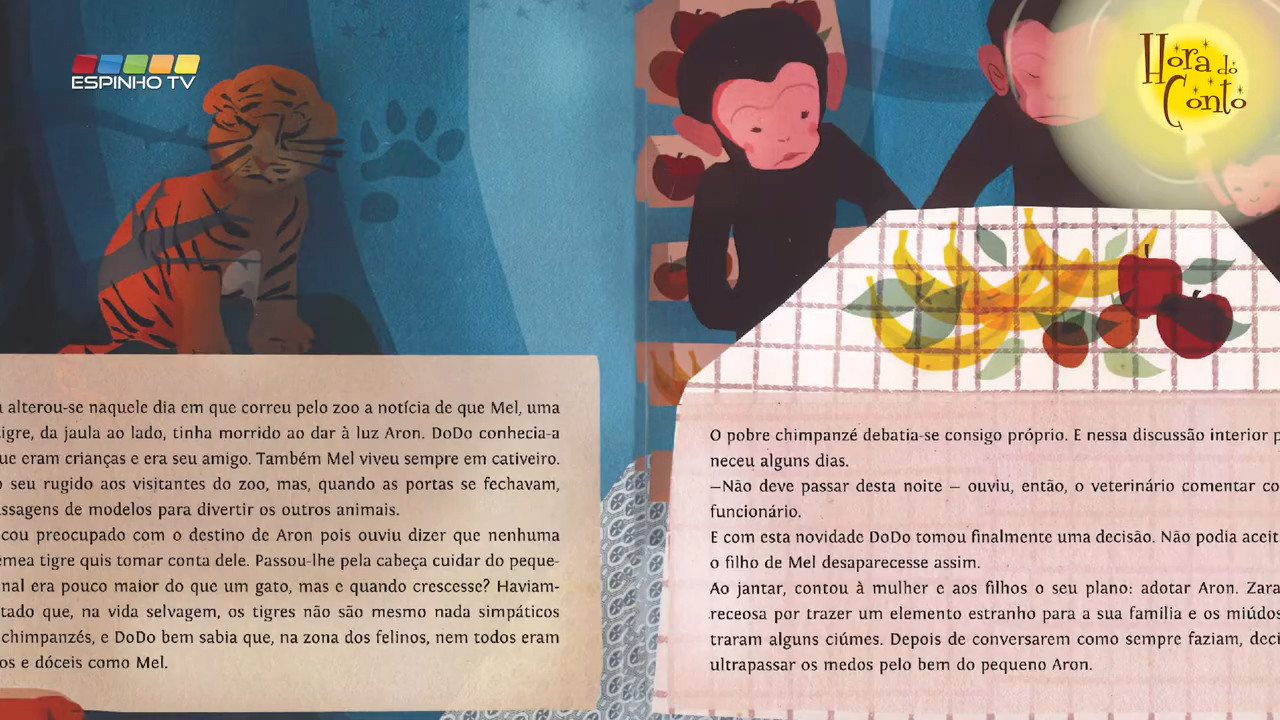 ESPINHO TV
Hora do
Conto
alterou-se naquele dia em que correu pelo zoo a notícia de que Mel, uma
tigre, da jaula ao lado, tinha morrido ao dar à luz Aron. DoDo conhecia-a
que eram crianças e era seu amigo. Também Mel viveu sempre em cativeiro.
o seu rugido aos visitantes do zoo, mas, quando as portas se fechavam,
ssagens de modelos para divertir os outros animais.
cou preocupado com o destino de Aron pois ouviu dizer que nenhuma
êmea tigre quis tomar conta dele. Passou-lhe pela cabeça cuidar do peque-
nal era pouco maior do que um gato, mas e quando crescesse? Haviam-
tado que, na vida selvagem, os tigres não são mesmo nada simpáticos
chimpanzés, e DoDo bem sabia que, na zona dos felinos, nem todos eram
os e dóceis como Mel.
O pobre chimpanzé debatia-se consigo próprio. E nessa discussão interior p
neceu alguns dias.
—Não deve passar desta noite — ouviu, então, o veterinário comentar co
funcionário.
E com esta novidade DoDo tomou finalmente uma decisão. Não podia aceit
o filho de Mel desaparecesse assim.
Ao jantar, contou à mulher e aos filhos o seu plano: adotar Aron. Zara
receosa por trazer um elemento estranho para a sua família e os miúdos
traram alguns ciúmes. Depois de conversarem como sempre faziam, deci
ultrapassar os medos pelo bem do pequeno Aron.